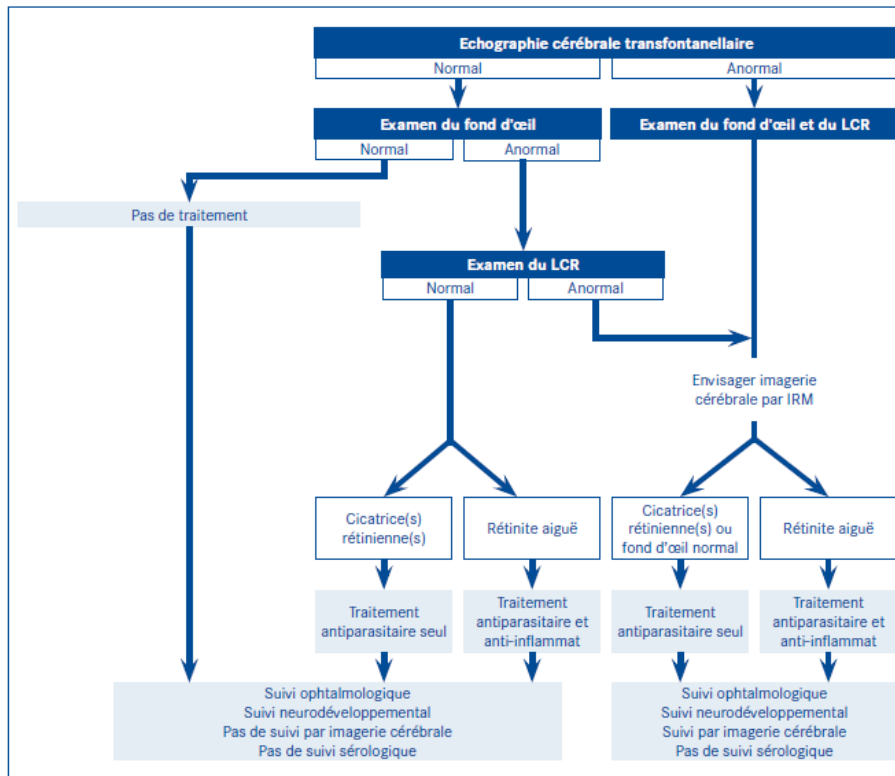 Echographie cérébrale transfontanellaire
Normal
Anormal
Examen du fond d'œil
Examen du fond d'œil et du LCR
Normal
Anormal
Pas de traitement
Examen du LCR
Normal
Anormal
Envisager imagerie
cérébrale par IRM
Cicatrice(s)
rétinienne(s)
Rétinite aiguë
Cicatrice(s)
rétinienne(s) ou
fond d'œil normal
Rétinite aiguë
Traitement
antiparasitaire seul
Traitement
antiparasitaire et
anti-inflammat
Traitement
antiparasitaire seul
Traitement
antiparasitaire et
anti-inflammat
Suivi ophtalmologique
Suivi neurodéveloppemental
Pas de suivi par imagerie cérébrale
Pas de suivi sérologique
Suivi ophtalmologique
Suivi neurodéveloppemental
Suivi par imagerie cérébrale
Pas de suivi sérologique